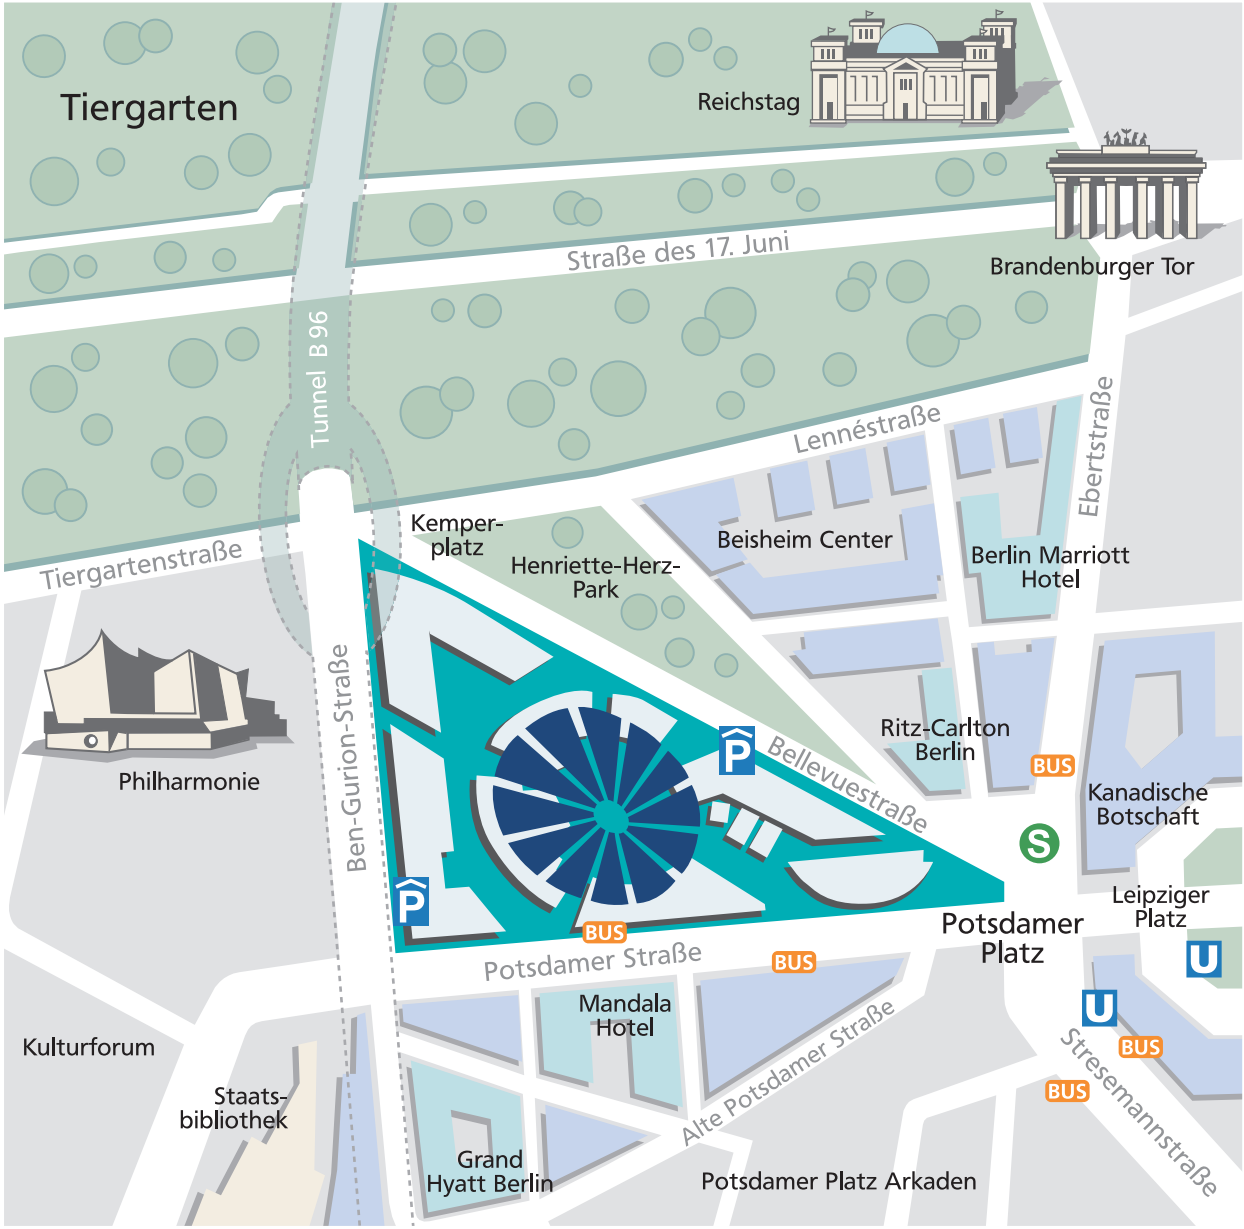 Tiergarten
Reichstag
Brandenburger Tor
Straße des 17. Juni
Tunnel B 96
Lennéstraße
Ebertstraße
Kemper-
platz
Tiergartenstraße
Henriette-Herz-
Park
Beisheim Center
Berlin Marriott
Hotel
Philharmonie
Ben-Gurion-Straße
P
Bellevuestraße
Ritz-Carlton
Berlin
BUS
Kanadische
Botschaft
S
P
Leipziger
Platz
Potsdamer
Platz
BUS
Potsdamer Straße
BUS
U
U
Mandala
Hotel
Kulturforum
Alte Potsdamer Straße
Stresemannstraße
BUS
BUS
Staats-
bibliothek
Grand
Hyatt Berlin
Potsdamer Platz Arkaden